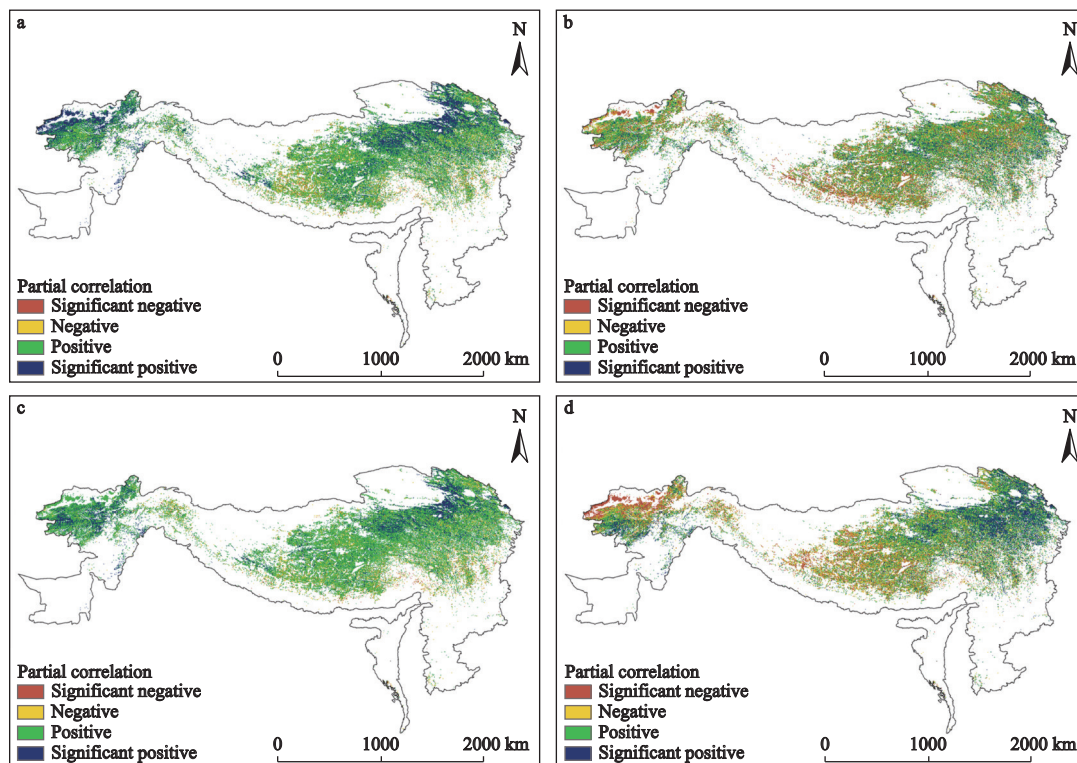 a
N
Partial correlation
Significant negative
Negative
Positive
Significant positive
0 1000 2000 km
b
N
Partial correlation
Significant negative
Negative
Positive
Significant positive
0 1000 2000 km
c
N
Partial correlation
Significant negative
Negative
Positive
Significant positive
0 1000 2000 km
d
N
Partial correlation
Significant negative
Negative
Positive
Significant positive
0 1000 2000 km